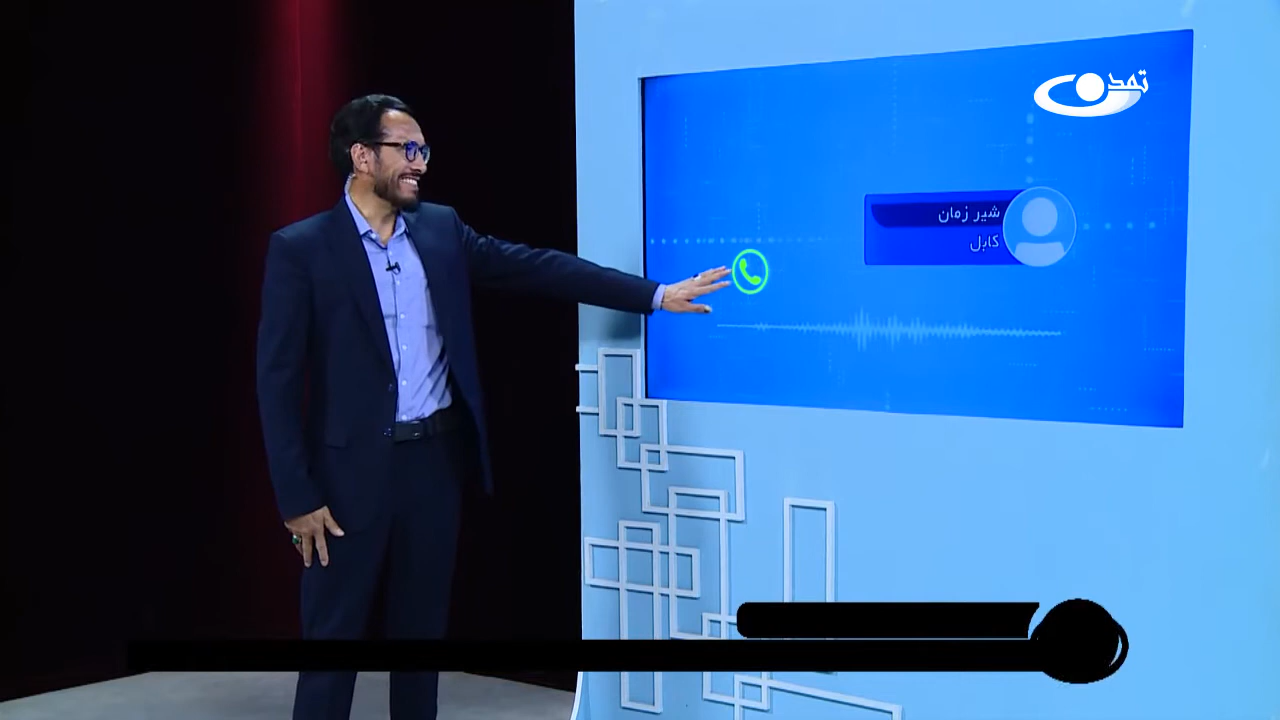 تمدن
شیر زمان
کابل